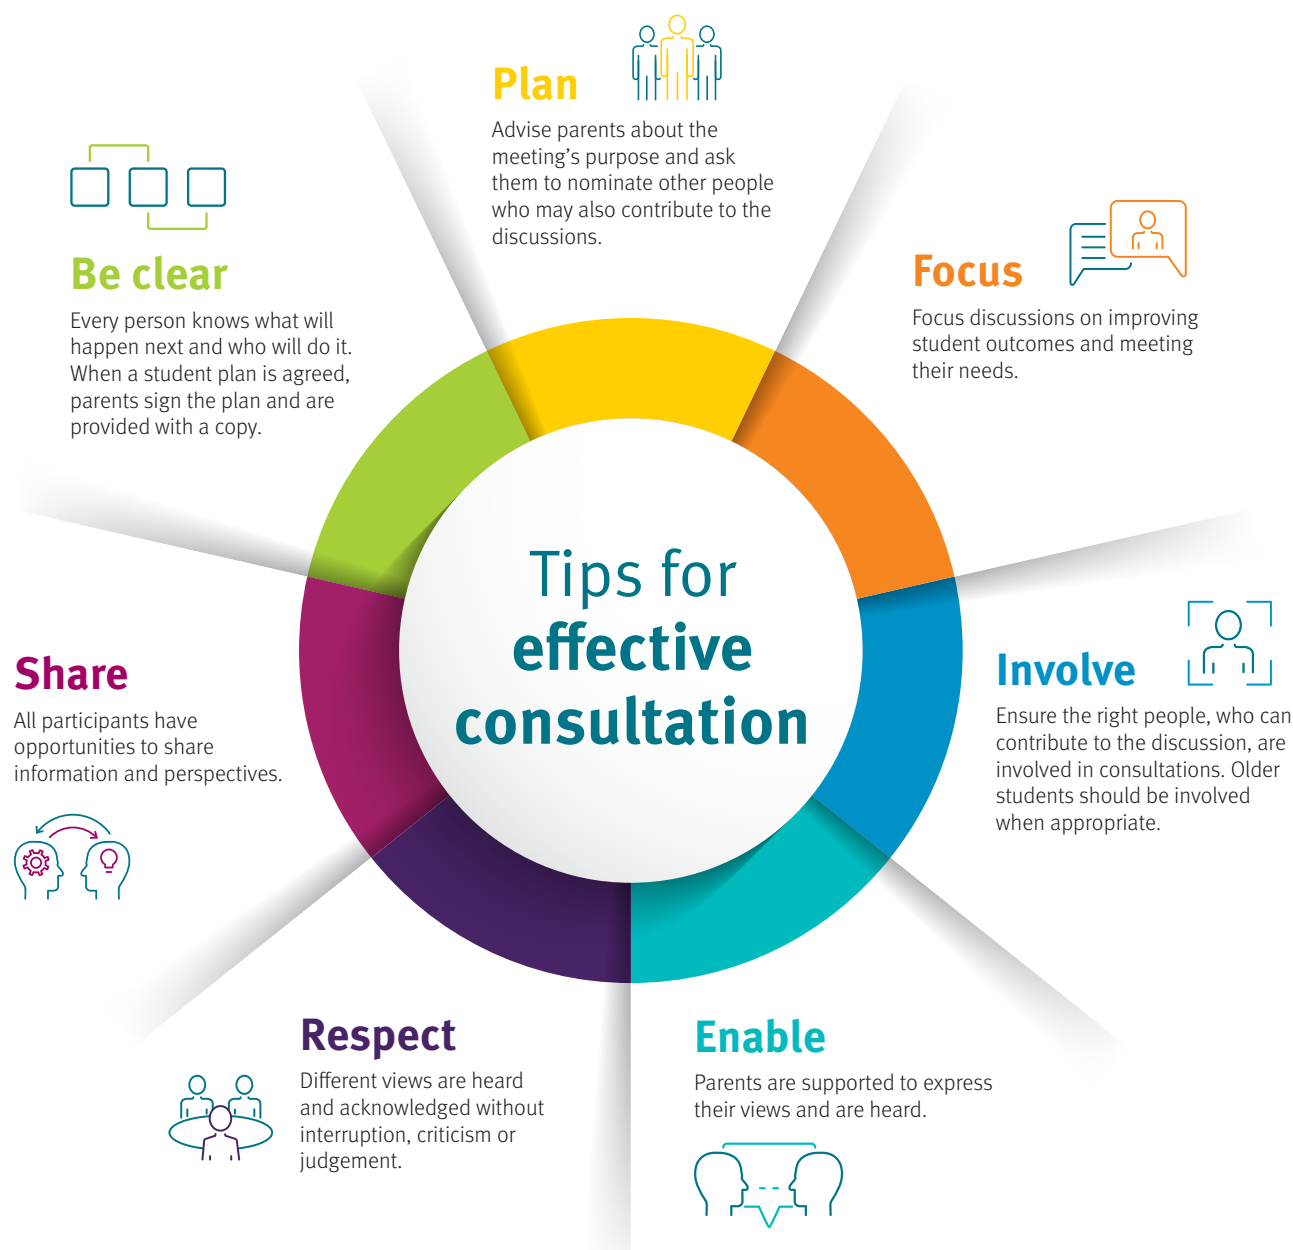 Plan
Advise parents about the
meeting's purpose and ask
them to nominate other people
who may also contribute to the
discussions.
Focus
Focus discussions on improving
student outcomes and meeting
their needs.
Involve
Ensure the right people, who can
contribute to the discussion, are
involved in consultations. Older
students should be involved
when appropriate.
Enable
Parents are supported to express
their views and are heard.
Respect
Different views are heard
and acknowledged without
interruption, criticism or
judgement.
Share
All participants have
opportunities to share
information and perspectives.
Be clear
Every person knows what will
happen next and who will do it.
When a student plan is agreed,
parents sign the plan and are
provided with a copy.
Tips for
effective
consultation